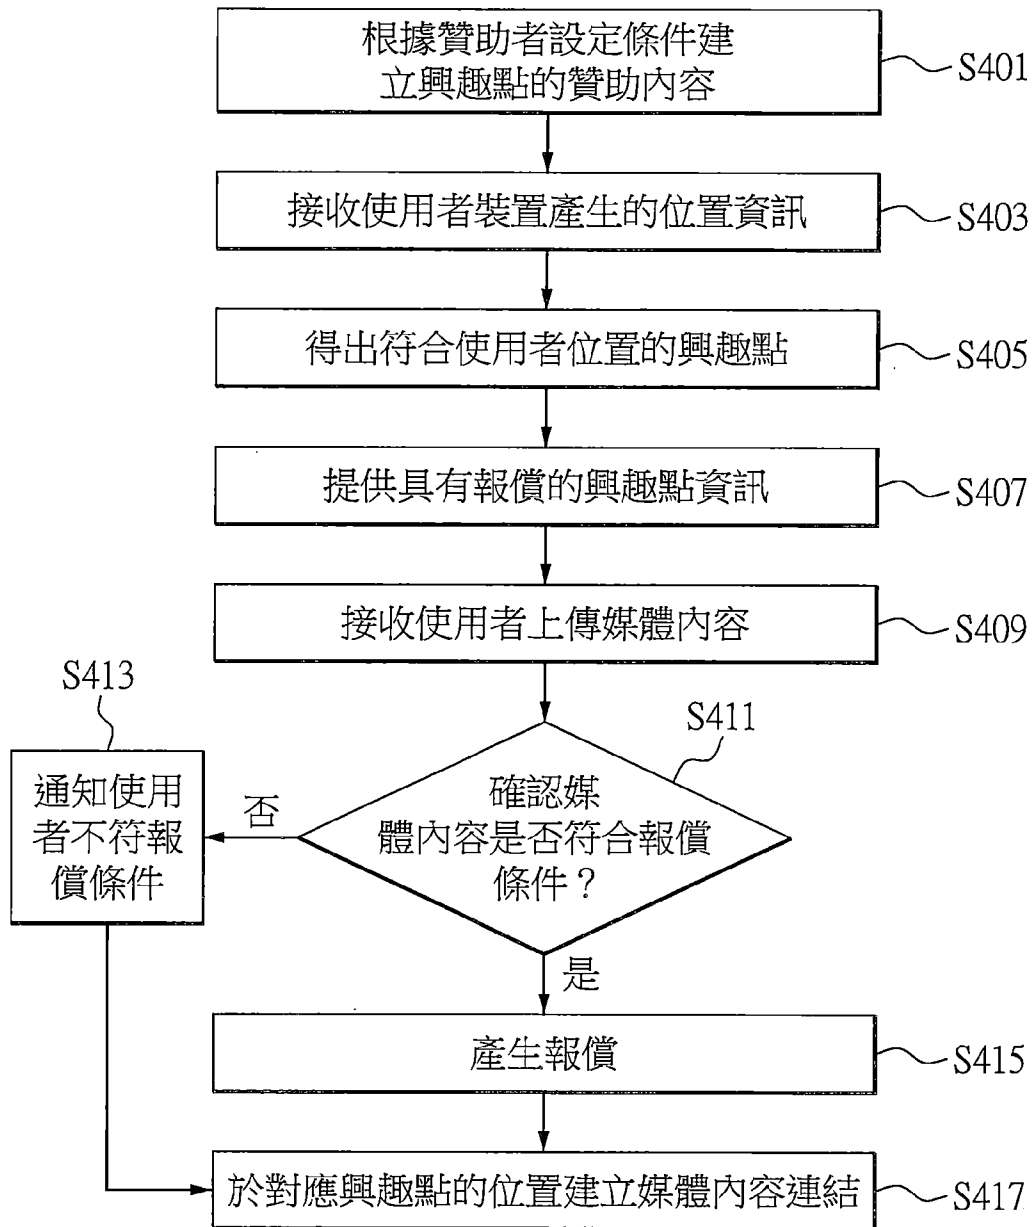 根據贊助者設定條件建
立興趣點的贊助內容
S401
接收使用者裝置產生的位置資訊
S403
得出符合使用者位置的興趣點
S405
提供具有報償的興趣點資訊
S407
接收使用者上傳媒體內容
S409
S413
通知使用
者不符報
償條件
否
S411
確認媒
體內容是否符合報償
條件？
是
產生報償
S415
於對應興趣點的位置建立媒體內容連結
S417